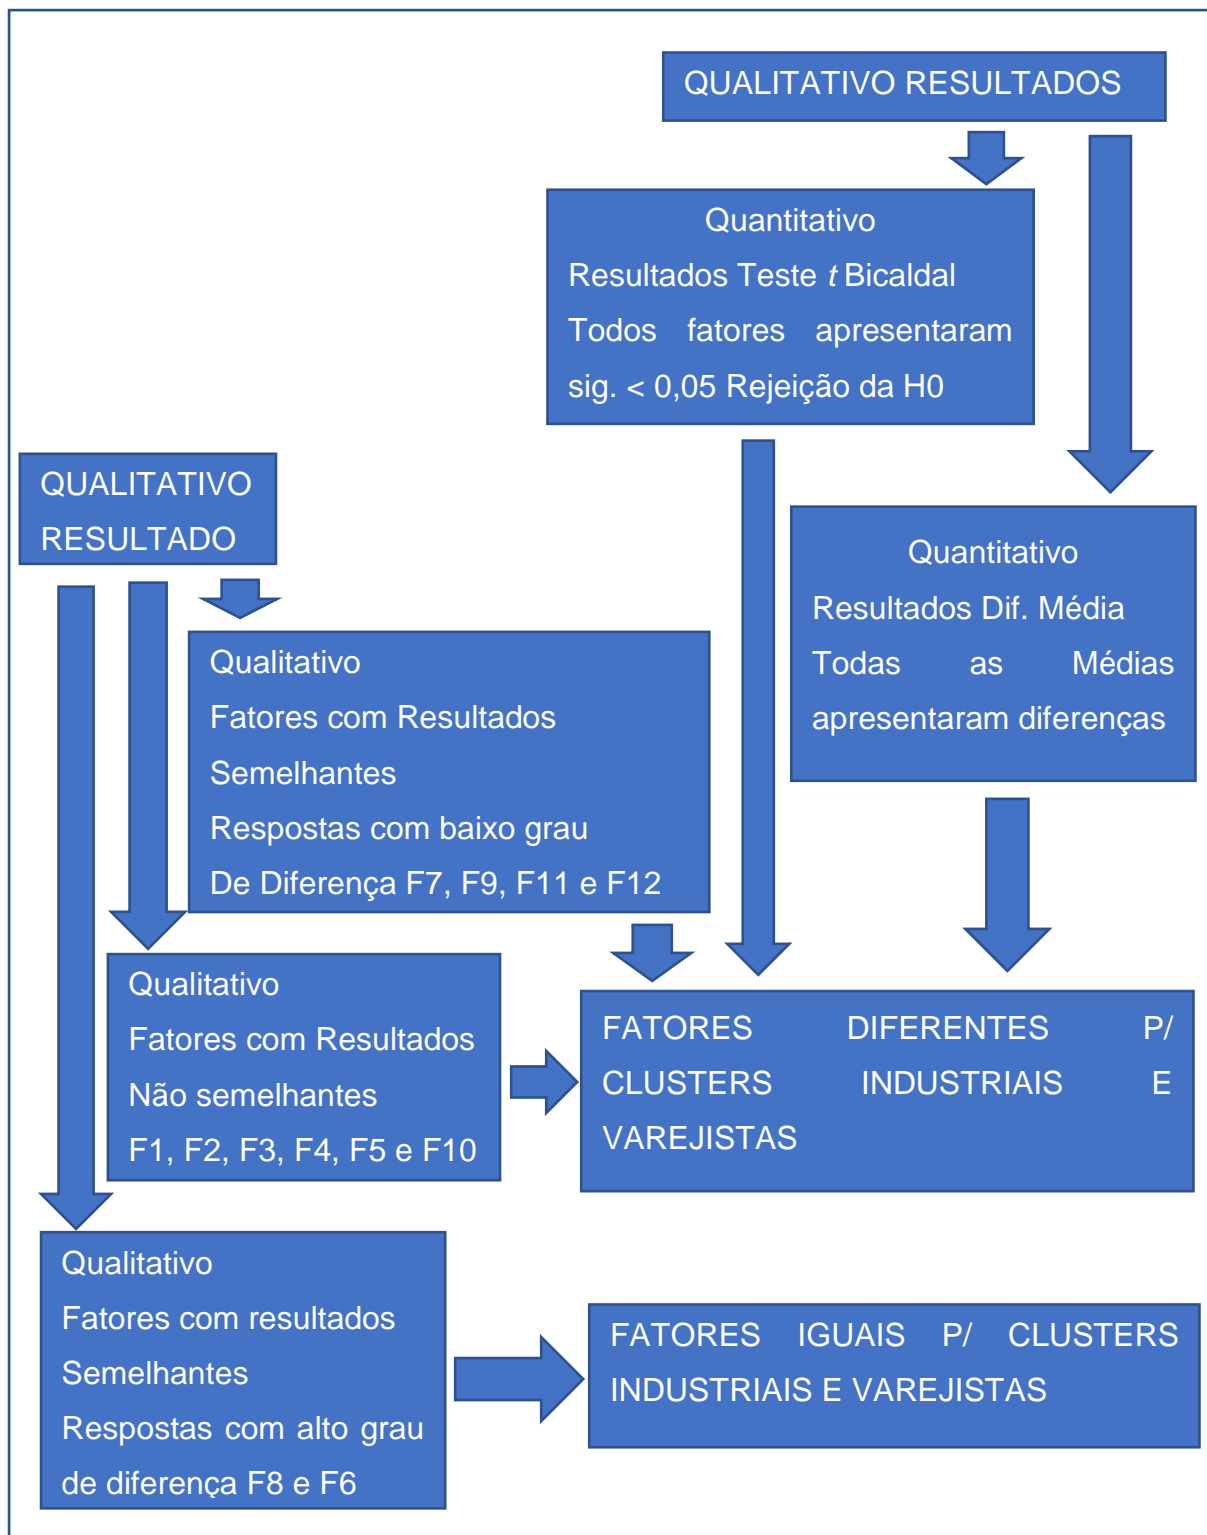 QUALITATIVO RESULTADOS
Quantitativo
Resultados Teste t Bicaldal
Todos fatores apresentaram
sig. < 0,05 Rejeição da H0
QUALITATIVO
RESULTADO
Quantitativo
Resultados Dif. Média
Todas as Médias
apresentaram diferenças
Qualitativo
Fatores com Resultados
Semelhantes
Respostas com baixo grau
De Diferença F7, F9, F11 e F12
Qualitativo
Fatores com Resultados
Não semelhantes
F1, F2, F3, F4, F5 e F10
FATORES DIFERENTES P/
CLUSTERS INDUSTRIAIS E
VAREJISTAS
Qualitativo
Fatores com resultados
Semelhantes
Respostas com alto grau
de diferença F8 e F6
FATORES IGUAIS P/ CLUSTERS
INDUSTRIAIS E VAREJISTAS